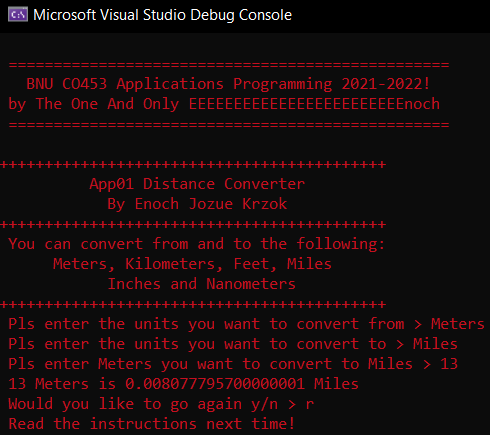 C:\ Microsoft Visual Studio Debug Console
=================================================
BNU CO453 Applications Programming 2021-2022!
by The One And Only EEEEEEEEEEEEEEEEEEEEEEEEnoch
=================================================
+++++++++++++++++++++++++++++++++++++++++++
App01 Distance Converter
By Enoch Jozue Krzok
+++++++++++++++++++++++++++++++++++++++++++
You can convert from and to the following:
Meters, Kilometers, Feet, Miles
Inches and Nanometers
+++++++++++++++++++++++++++++++++++++++++++
Pls enter the units you want to convert from > Meters
Pls enter the units you want to convert to > Miles
Pls enter Meters you want to convert to Miles > 13
13 Meters is 0.008077795700000001 Miles
Would you like to go again y/n > r
Read the instructions next time!